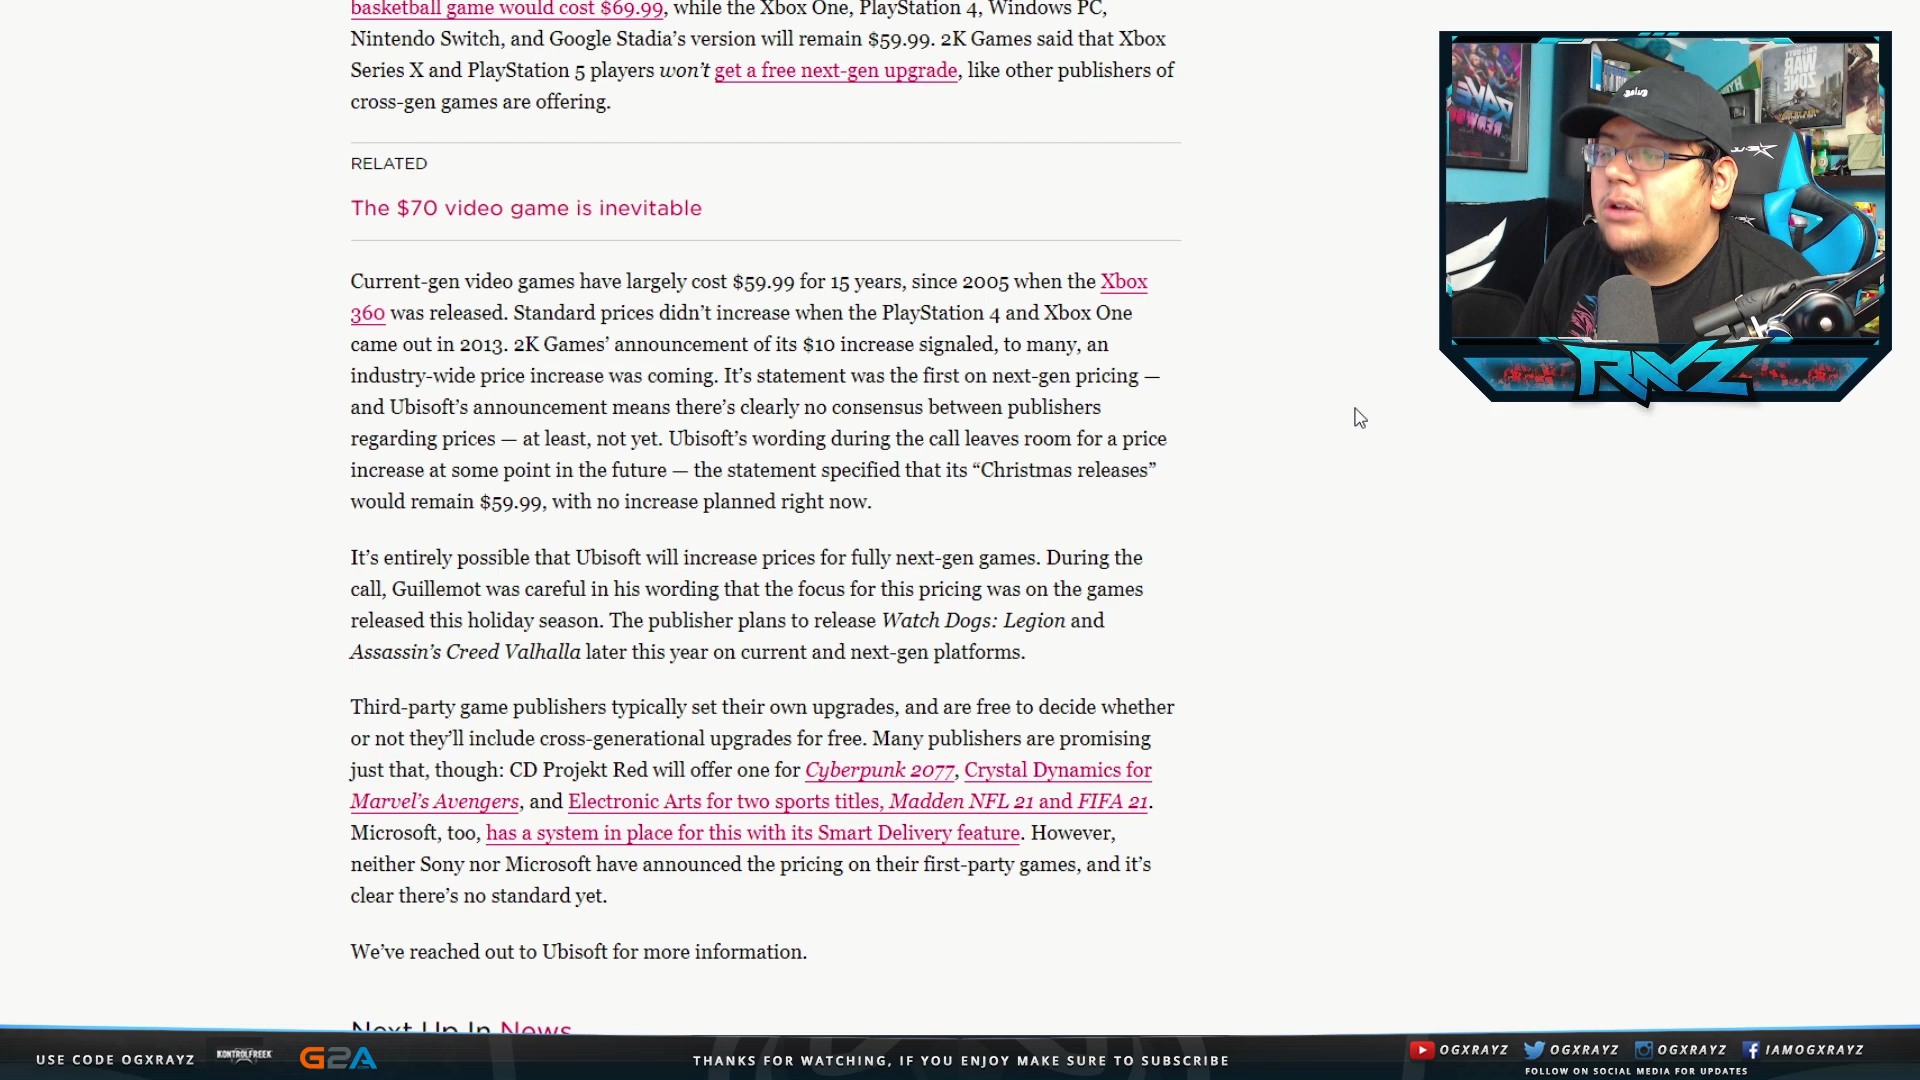 basketball game would cost $69.99, while the Xbox One, PlayStation 4, Windows PC,
Nintendo Switch, and Google Stadia’s version will remain $59.99. 2K Games said that Xbox
Series X and PlayStation 5 players won’t get a free next-gen upgrade, like other publishers of
cross-gen games are offering.
RELATED
The $70 video game is inevitable
Current-gen video games have largely cost $59.99 for 15 years, since 2005 when the Xbox
360 was released. Standard prices didn’t increase when the PlayStation 4 and Xbox One
came out in 2013. 2K Games’ announcement of its $10 increase signaled, to many, an
industry-wide price increase was coming. It’s statement was the first on next-gen pricing —
and Ubisoft’s announcement means there’s clearly no consensus between publishers
regarding prices — at least, not yet. Ubisoft’s wording during the call leaves room for a price
increase at some point in the future — the statement specified that its “Christmas releases”
would remain $59.99, with no increase planned right now.
It’s entirely possible that Ubisoft will increase prices for fully next-gen games. During the
call, Guillemot was careful in his wording that the focus for this pricing was on the games
released this holiday season. The publisher plans to release Watch Dogs: Legion and
Assassin’s Creed Valhalla later this year on current and next-gen platforms.
Third-party game publishers typically set their own upgrades, and are free to decide whether
or not they’ll include cross-generational upgrades for free. Many publishers are promising
just that, though: CD Projekt Red will offer one for Cyberpunk 2077, Crystal Dynamics for
Marvel’s Avengers, and Electronic Arts for two sports titles, Madden NFL 21 and FIFA 21.
Microsoft, too, has a system in place for this with its Smart Delivery feature. However,
neither Sony nor Microsoft have announced the pricing on their first-party games, and it’s
clear there’s no standard yet.
We’ve reached out to Ubisoft for more information.
Next Up In News
RAYZ
USE CODE OGXRAYZ KONTROLFREEK G2A
THANKS FOR WATCHING, IF YOU ENJOY MAKE SURE TO SUBSCRIBE
OGXRAYZ OGXRAYZ OGXRAYZ IAMOGXRAYZ
FOLLOW ON SOCIAL MEDIA FOR UPDATES